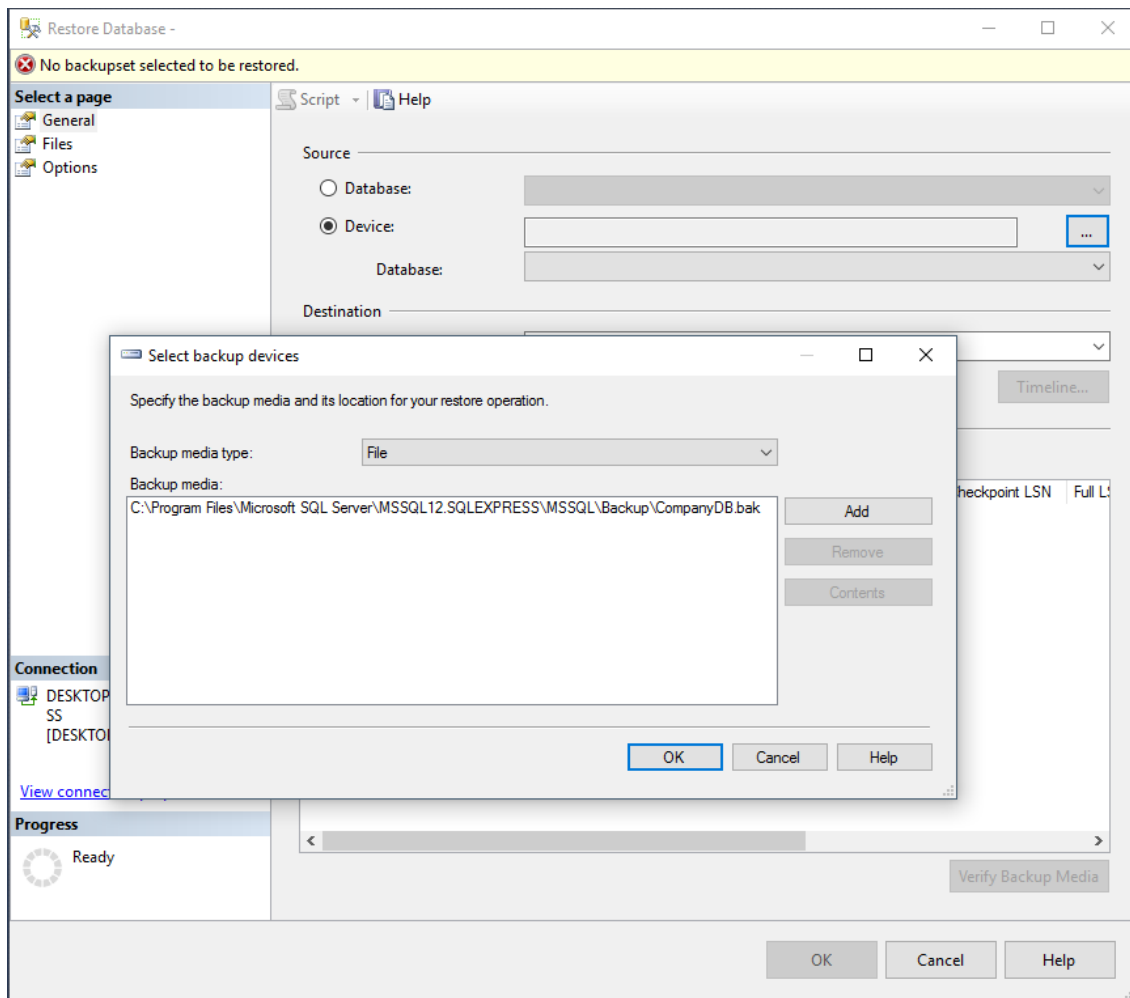 Restore Database -
No backupset selected to be restored.
Select a page
General
Files
Options
Script
Help
Source
Database:
Device:
...
Database:
Destination
Timeline...
Select backup devices
Specify the backup media and its location for your restore operation.
Backup media type:
File
Backup media:
C:\Program Files\Microsoft SQL Server\MSSQL12.SQLEXPRESS\MSSQL\Backup\CompanyDB.bak
Add
Remove
Contents
OK
Cancel
Help
heckpoint LSN
Full
Connection
DESKTOP
SS
[DESKTO
View connec
Progress
Ready
Verify Backup Media
OK
Cancel
Help